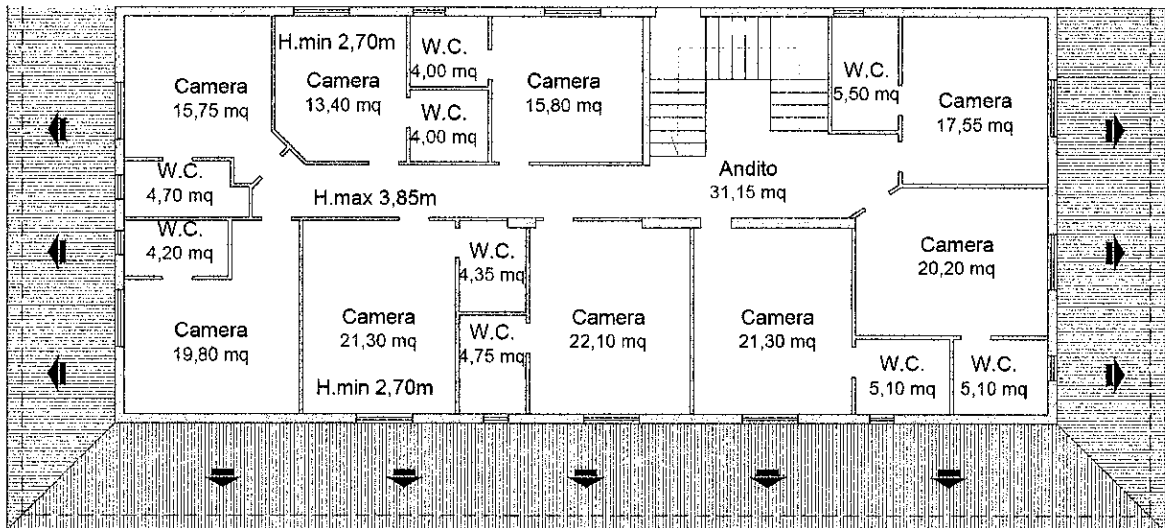 Camera
15,75 mq
H.min 2,70m
Camera
13,40 mq
W.C.
4,00 mq
W.C.
4,00 mq
Camera
15,80 mq
W.C.
5,50 mq
Camera
17,55 mq
W.C.
4,70 mq
H.max 3,85m
Andito
31,15 mq
W.C.
4,20 mq
Camera
19,80 mq
Camera
21,30 mq
H.min 2,70m
W.C.
4,35 mq
W.C.
4,75 mq
Camera
22,10 mq
Camera
21,30 mq
Camera
20,20 mq
W.C.
5,10 mq
W.C.
5,10 mq